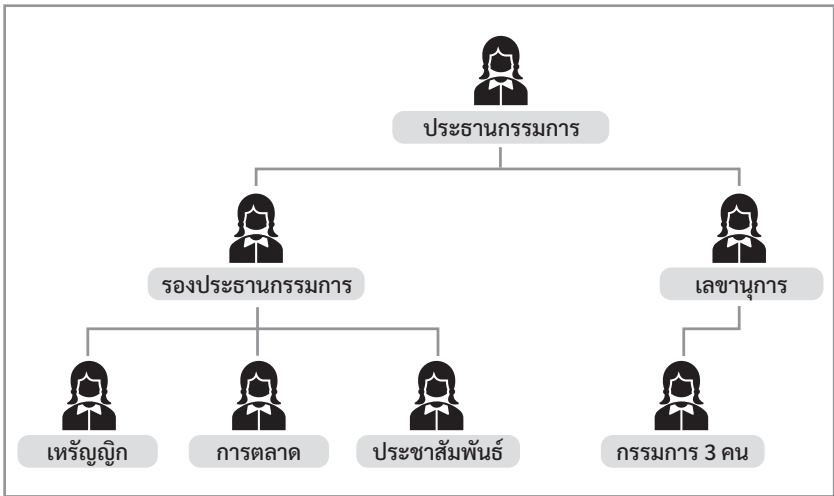 ประธานกรรมการ
รองประธานกรรมการ
เลขานุการ
เหรัญญิก
การตลาด
ประชาสัมพันธ์
กรรมการ 3 คน